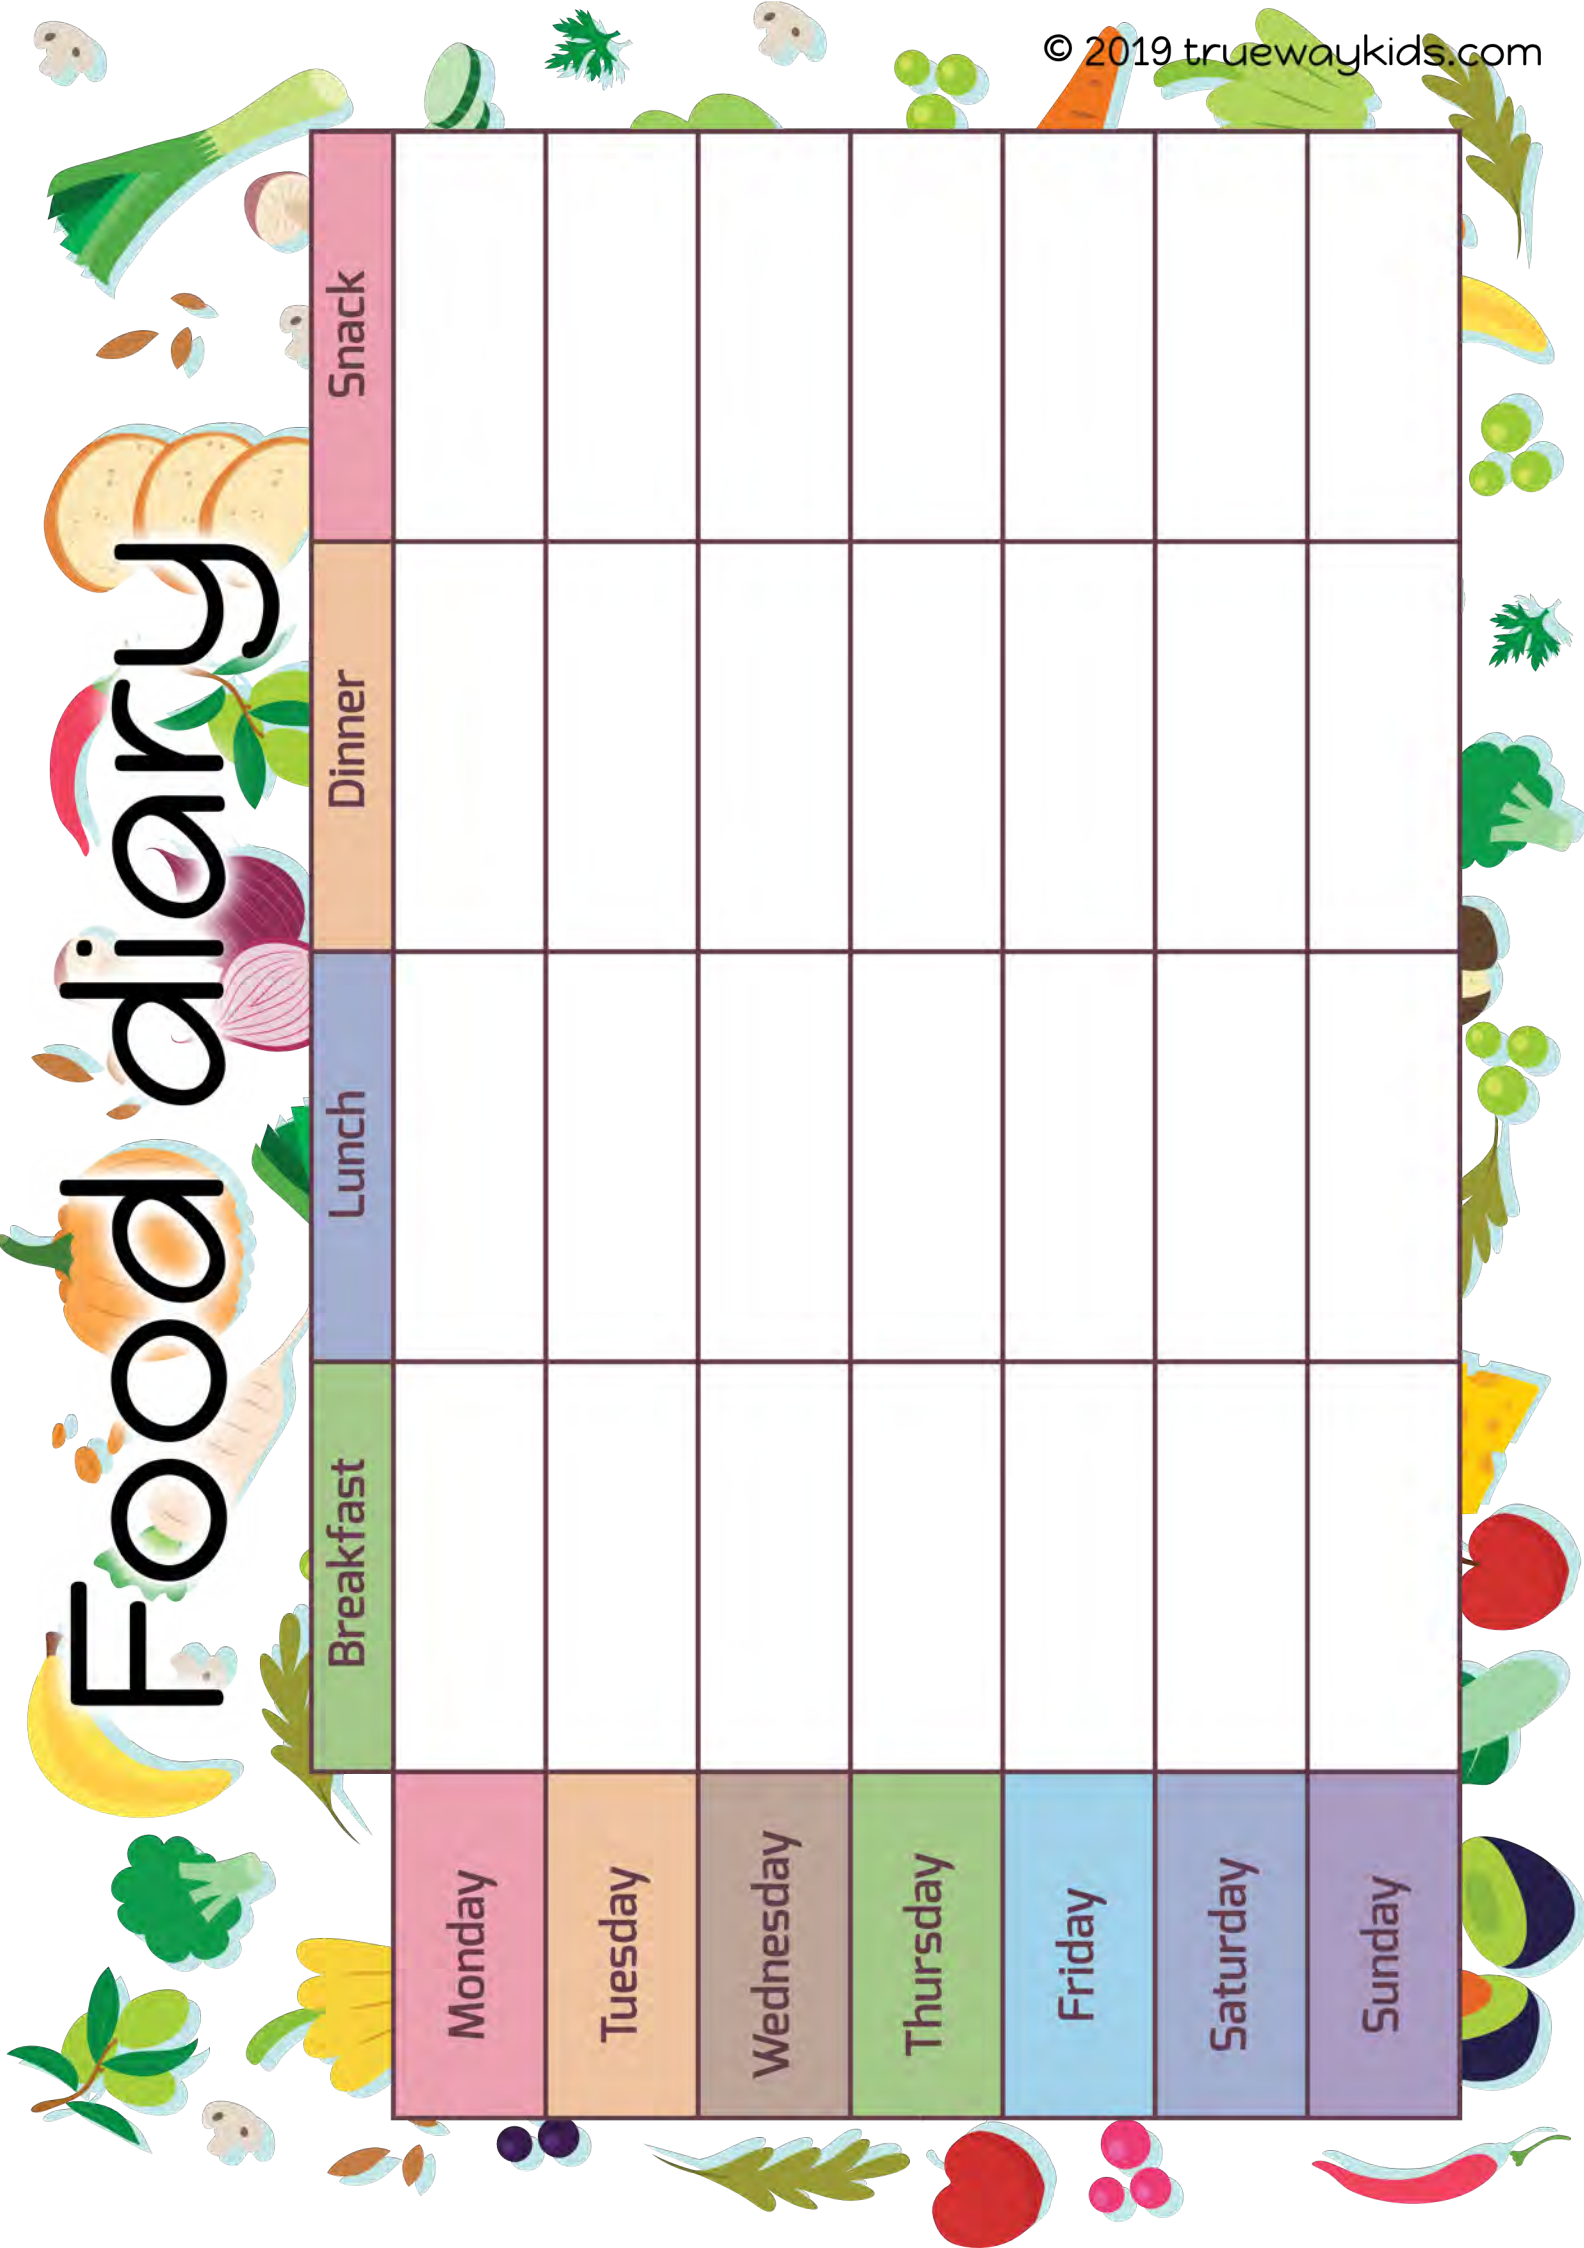 © 2019 truewaykids.com
Food diary
Breakfast Lunch Dinner Snack
Monday
Tuesday
Wednesday
Thursday
Friday
Saturday
Sunday